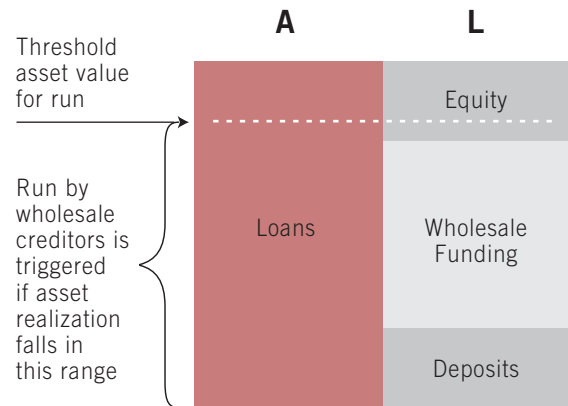 A
L
Threshold
asset value
for run
Equity
Run by
wholesale
creditors is
triggered
if asset
realization
falls in
this range
Loans
Wholesale
Funding
Deposits